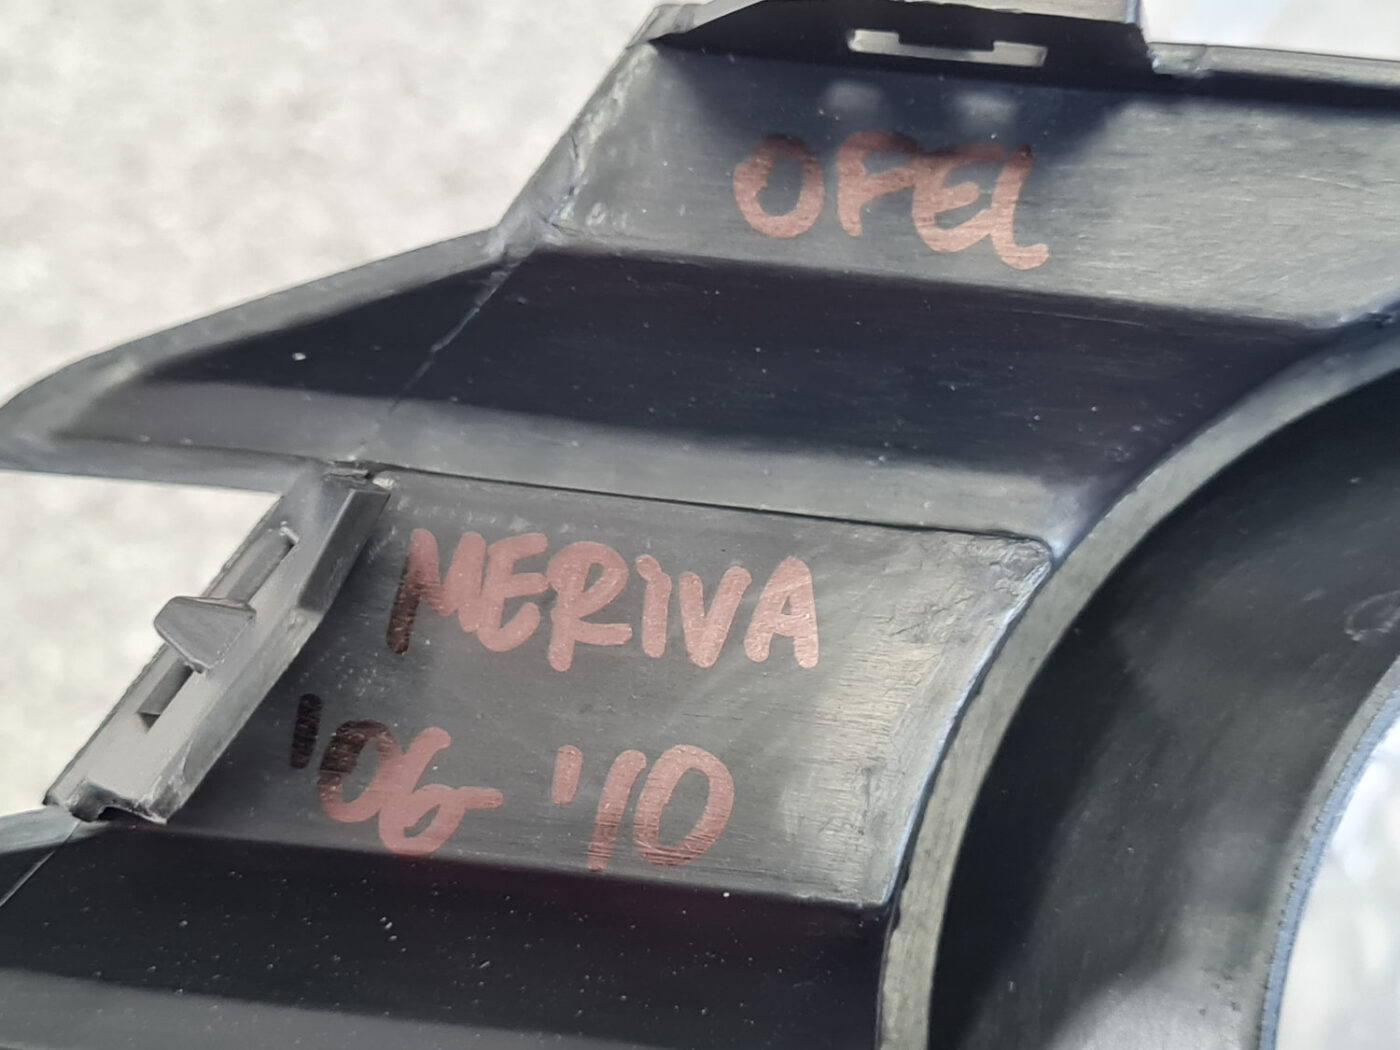 OPEL
MERIVA
'06- '10